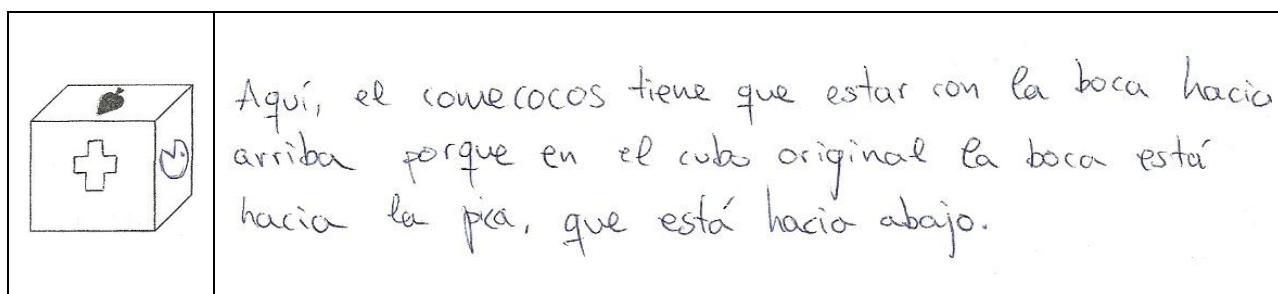 Aquí, el comecocos tiene que estar con la boca hacia
arriba porque en el cubo original la boca está
hacia la pica, que está hacia abajo.